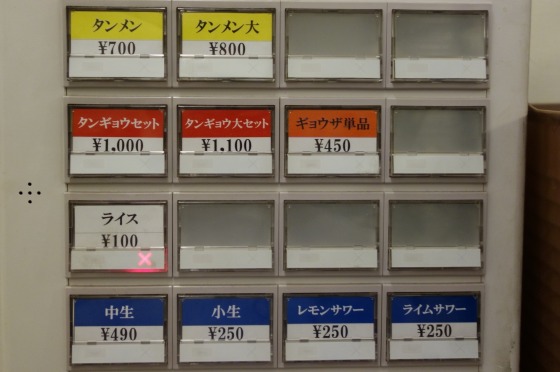 タンメン
¥700
タンメン大
¥800
タンギョウセット
¥1,000
タンギョウ大セット
¥1,100
ギョウザ単品
¥450
ライス
¥100
×
中生
¥490
小生
¥250
レモンサワー
¥250
ライムサワー
¥250